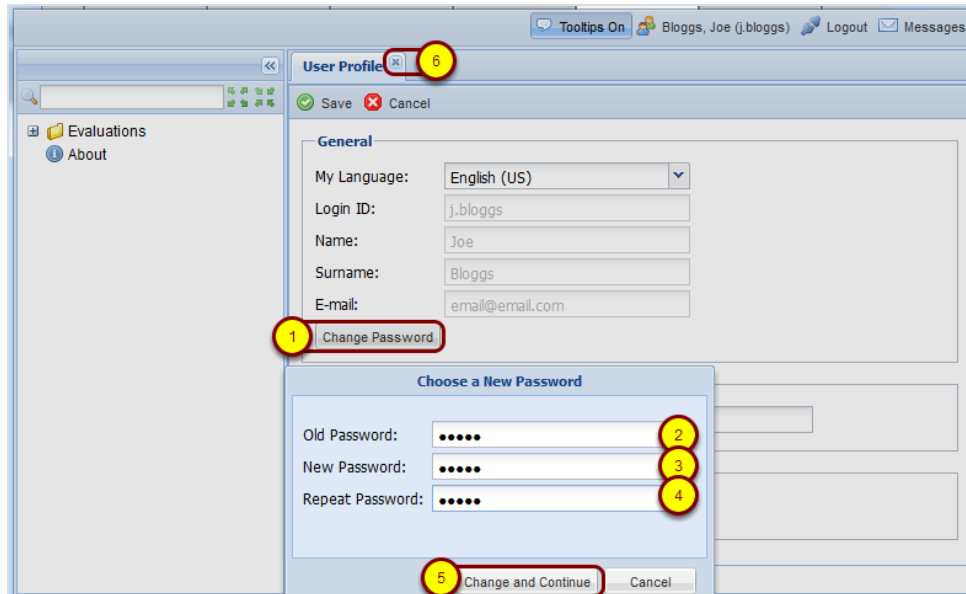 Tooltips On Bloggs, Joe (j.bloggs) Logout Messages
User Profile 6
Save Cancel
Evaluations
About
General
My Language: English (US)
Login ID: j.bloggs
Name: Joe
Surname: Bloggs
E-mail: email@email.com
1 Change Password
Choose a New Password
Old Password: ●●●●● 2
New Password: ●●●●● 3
Repeat Password: ●●●●● 4
5 Change and Continue Cancel